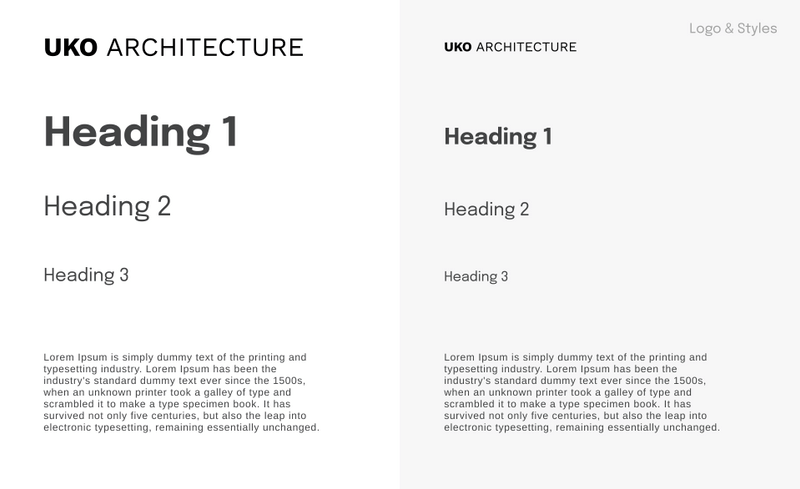 UKO ARCHITECTURE
Heading 1
Heading 2
Heading 3
Lorem Ipsum is simply dummy text of the printing and
typesetting industry. Lorem Ipsum has been the
industry's standard dummy text ever since the 1500s,
when an unknown printer took a galley of type and
scrambled it to make a type specimen book. It has
survived not only five centuries, but also the leap into
electronic typesetting, remaining essentially unchanged.
Logo & Styles
UKO ARCHITECTURE
Heading 1
Heading 2
Heading 3
Lorem Ipsum is simply dummy text of the printing and
typesetting industry. Lorem Ipsum has been the
industry's standard dummy text ever since the 1500s,
when an unknown printer took a galley of type and
scrambled it to make a type specimen book. It has
survived not only five centuries, but also the leap into
electronic typesetting, remaining essentially unchanged.